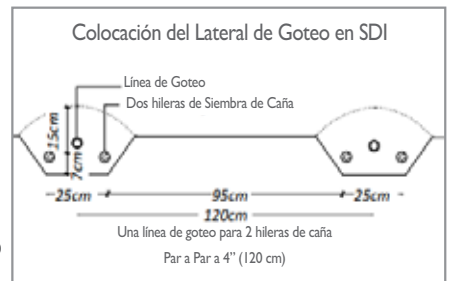 Colocación del Lateral de Goteo en SDI
Línea de Goteo
Dos hileras de Siembra de Caña
15cm
7cm
25cm
95cm
25cm
120cm
Una línea de goteo para 2 hileras de caña
Par a Par a 4” (120 cm)